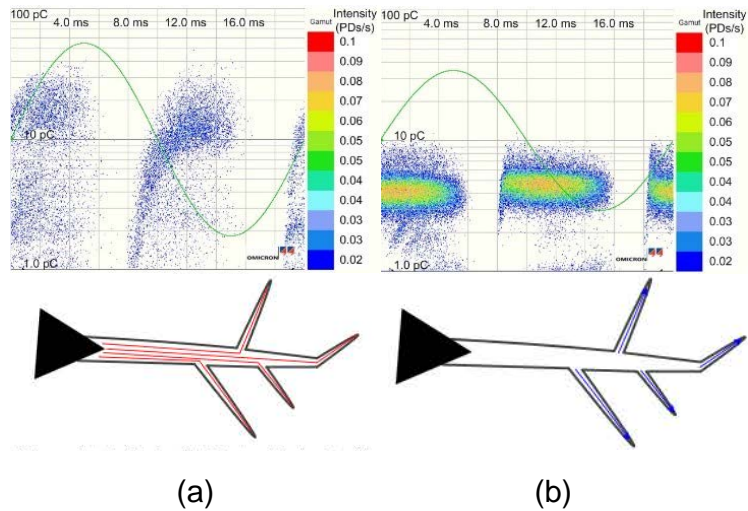 100 pC
4.0 ms 8.0 ms 12.0 ms 16.0 ms
Gamut
Intensity
(PDs/s)
0.1
0.09
0.08
0.07
0.06
0.05
0.04
0.04
0.03
0.03
0.02
10 pC
1.0 pC
OMICRON
100 pC
4.0 ms 8.0 ms 12.0 ms 16.0 ms
Gamut
Intensity
(PDs/s)
0.1
0.09
0.08
0.07
0.06
0.05
0.04
0.04
0.03
0.03
0.02
10 pC
1.0 pC
OMICRON
(a) (b)